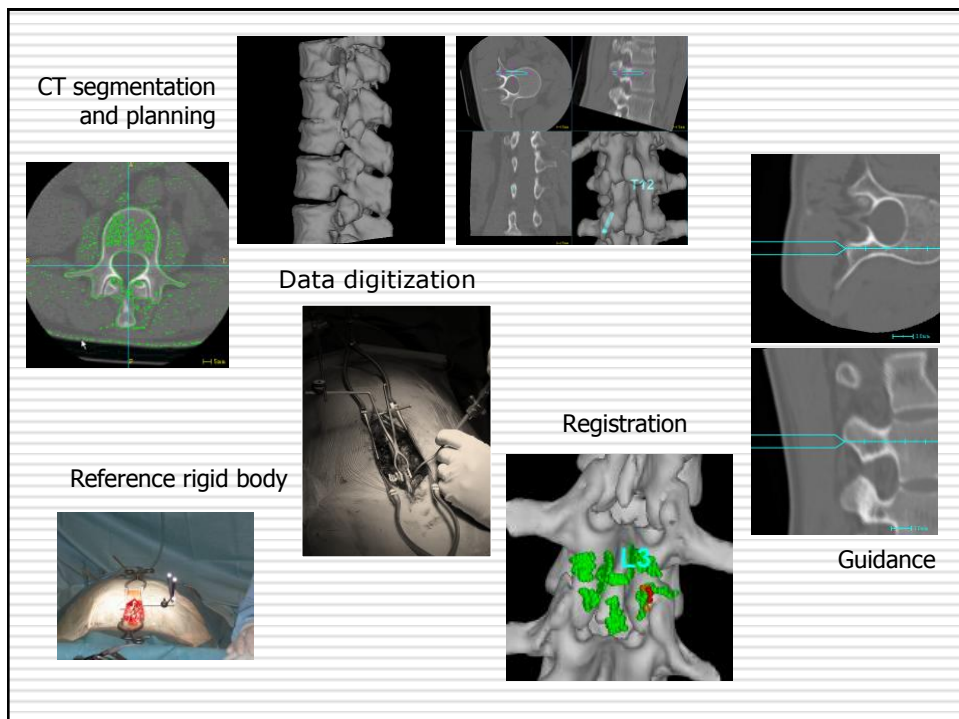 CT segmentation
and planning
T12
Data digitization
Registration
Reference rigid body
L3
Guidance